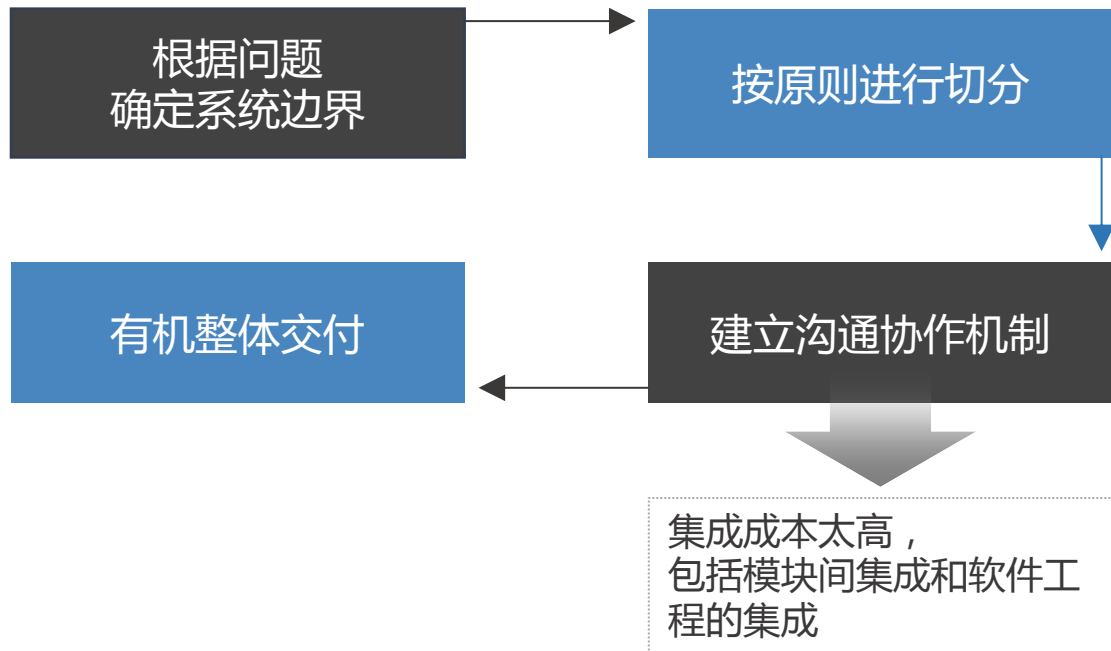 根据问题
确定系统边界
按原则进行切分
有机整体交付
建立沟通协作机制
集成成本太高，
包括模块间集成和软件工
程的集成